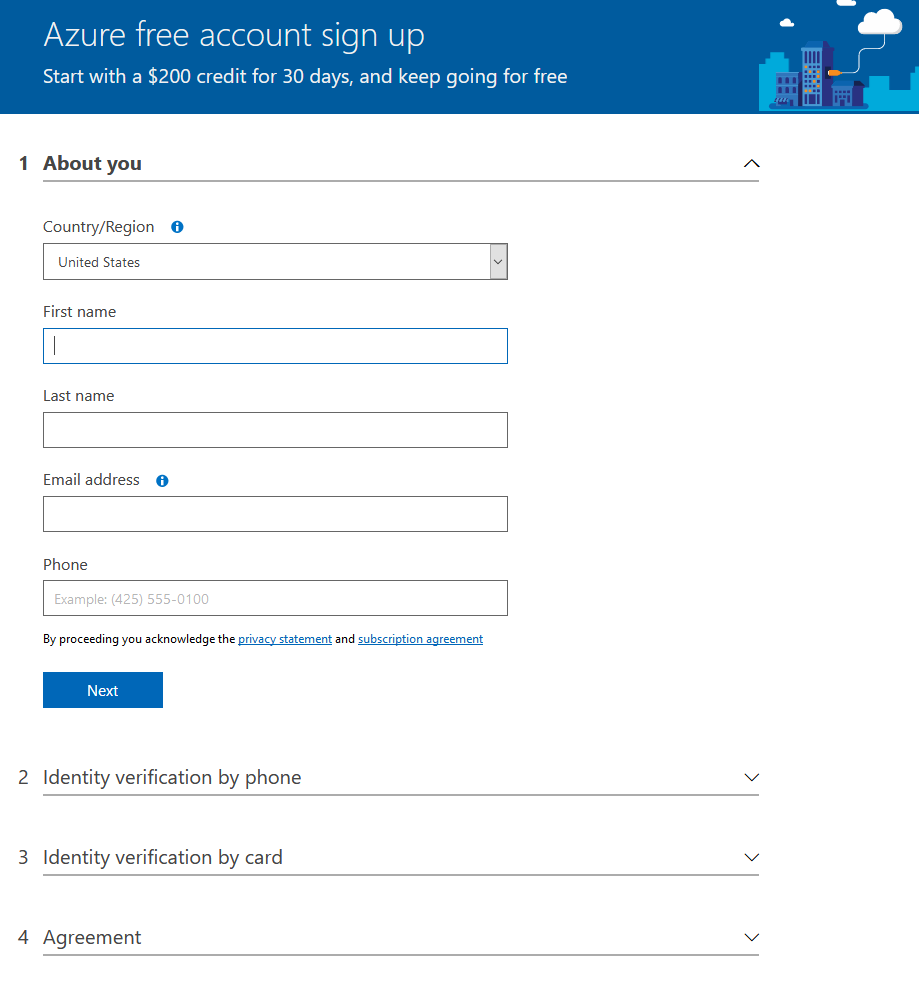 Azure free account sign up
Start with a $200 credit for 30 days, and keep going for free
1 About you
Country/Region
United States
First name
Last name
Email address
Phone
Example: (425) 555-0100
By proceeding you acknowledge the privacy statement and subscription agreement
Next
2 Identity verification by phone
3 Identity verification by card
4 Agreement